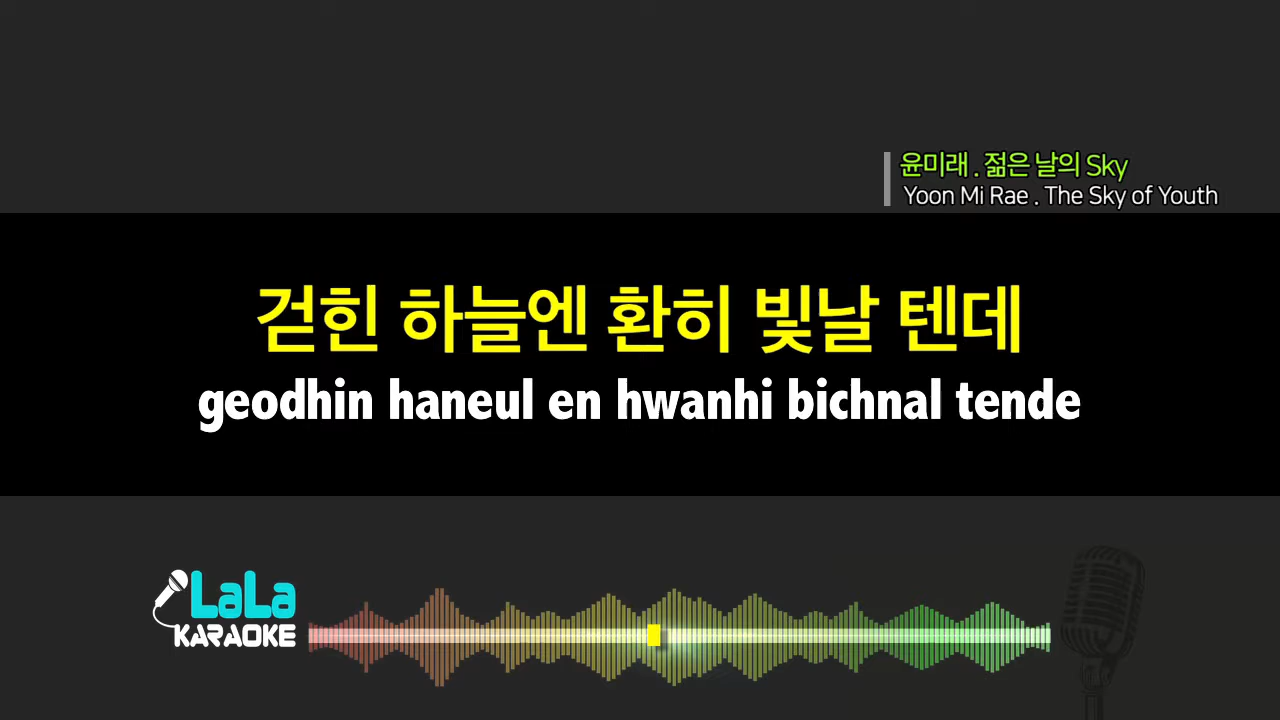 윤미래 . 젊은 날의 Sky
Yoon Mi Rae . The Sky of Youth
걷힌 하늘엔 환히 빛날 텐데
geodhin haneul en hwanhi bichnal tende
LaLa
KARAOKE